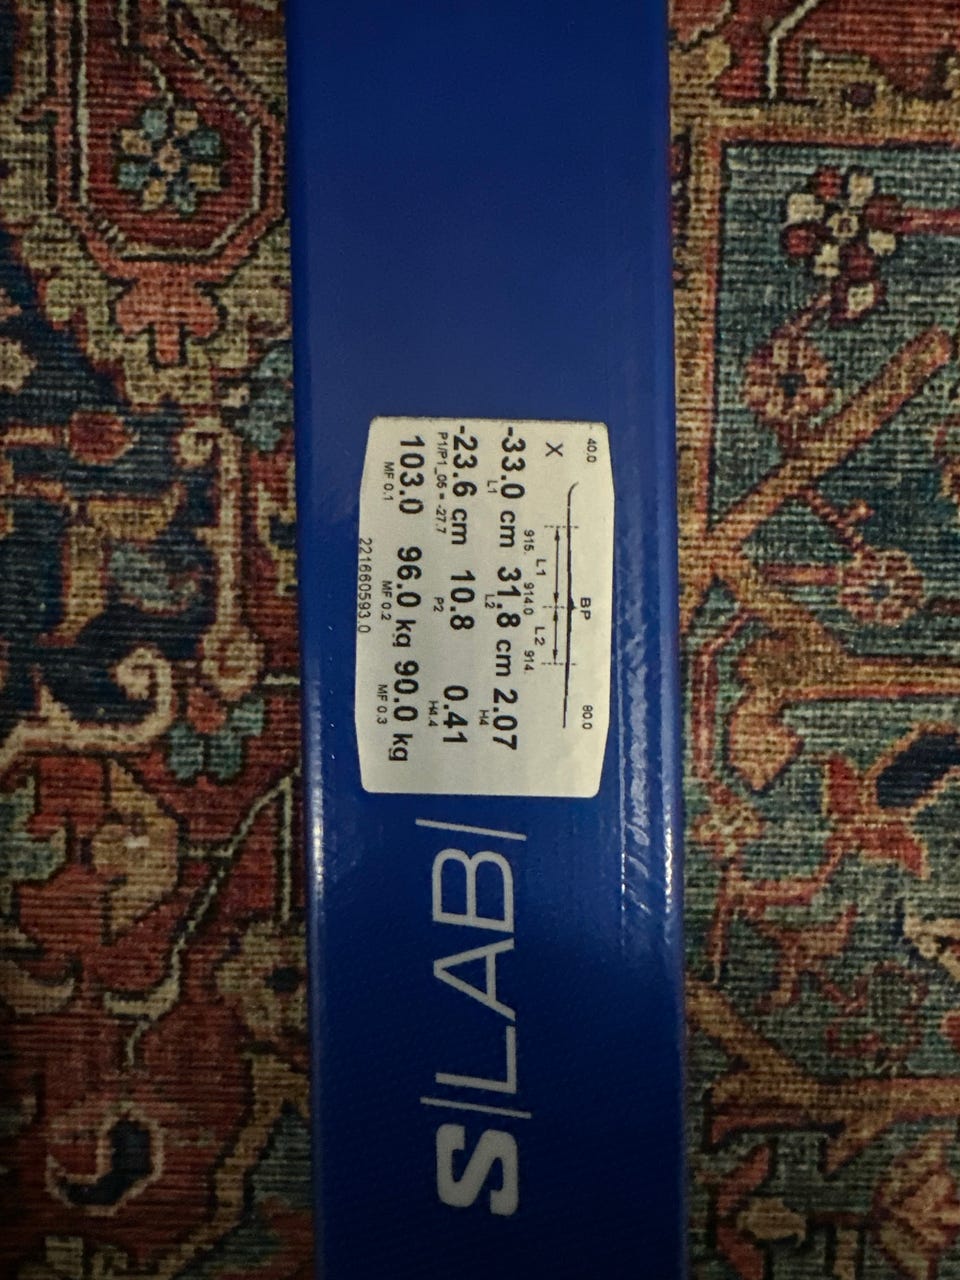 40.0 BP 80.0
915. 914.0 914.
X L1 L2
-33.0 cm 31.8 cm 2.07
L1 L2 H4
-23.6 cm 10.8 0.41
P1/P1_05 = -27.7 P2 H4.4
103.0 96.0 kg 90.0 kg
MF 0.1 MF 0.2 MF 0.3
221660593.0
S/LAB/